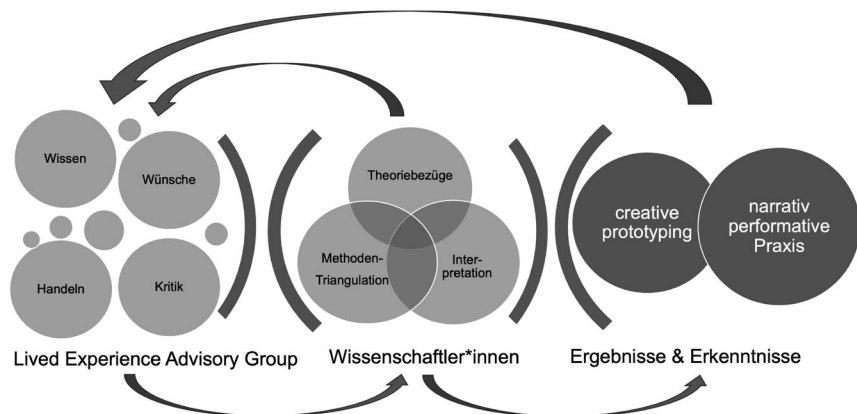 Wissen
Wünsche
Handeln
Kritik
Lived Experience Advisory Group
Theoriebezüge
Methoden-
Triangulation
Inter-
pretation
Wissenschaftler*innen
creative
prototyping
narrativ
performative
Praxis
Ergebnisse & Erkenntnisse